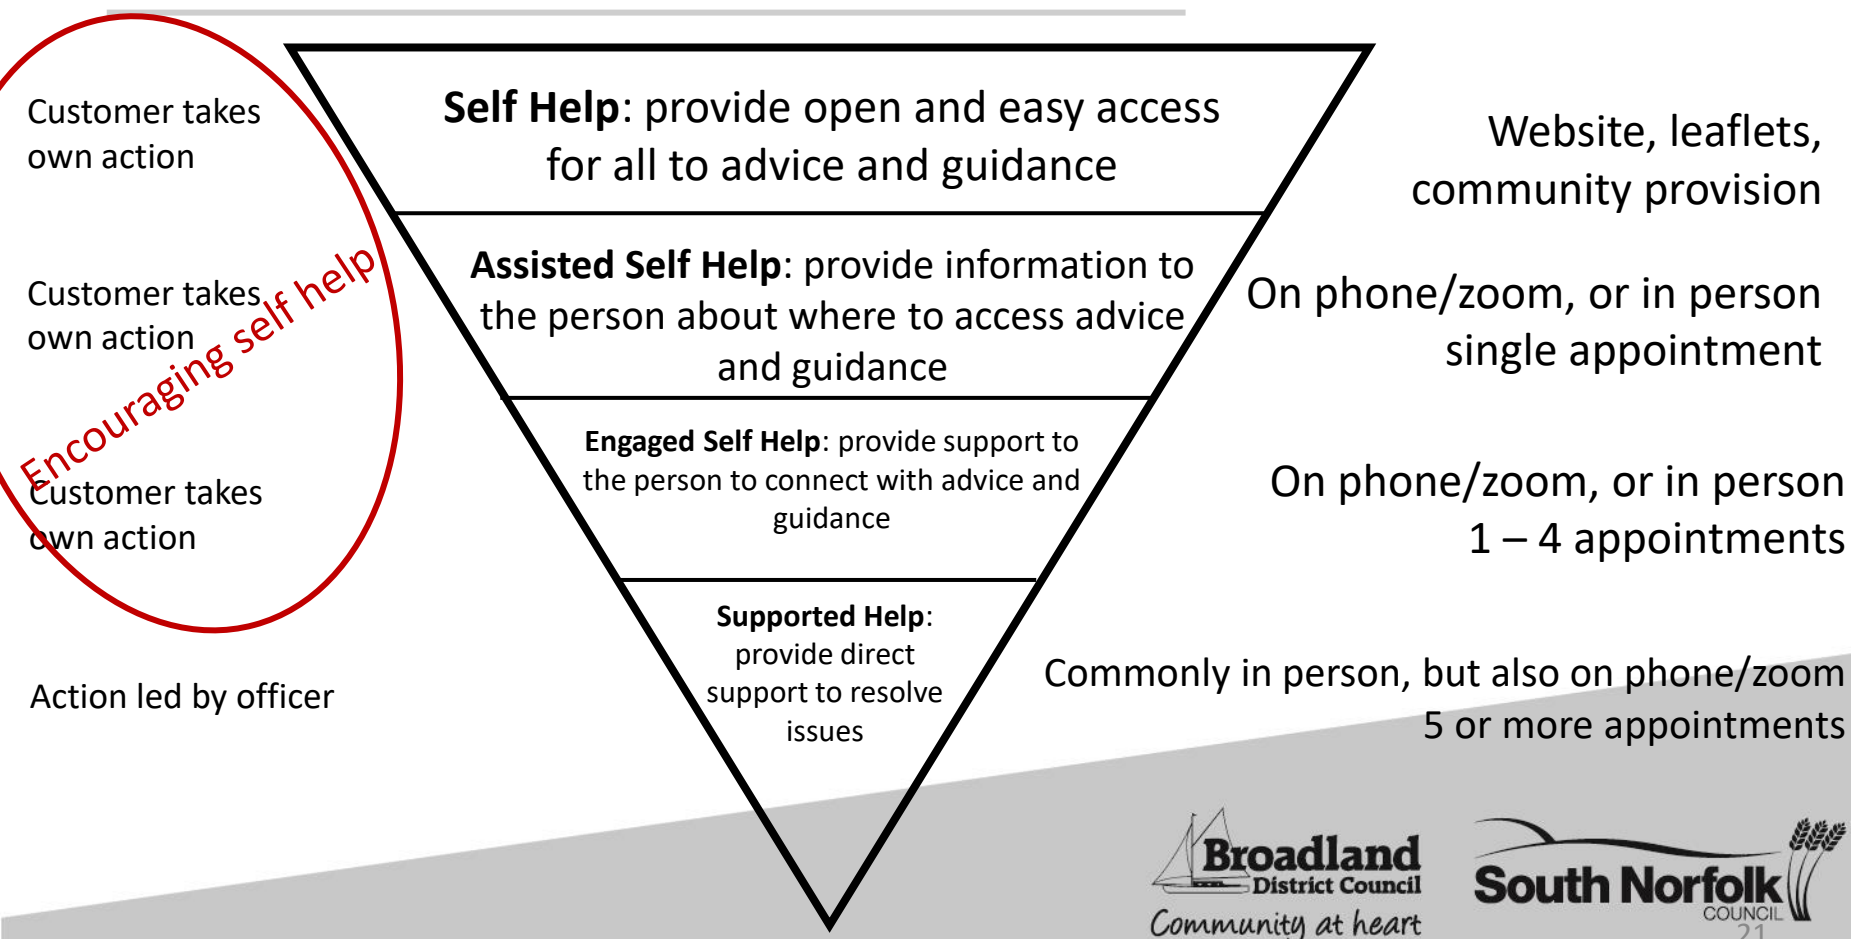 Customer takes
own action
Self Help: provide open and easy access
for all to advice and guidance
Website, leaflets,
community provision
Customer takes
own action
Assisted Self Help: provide information to
the person about where to access advice
and guidance
On phone/zoom, or in person
single appointment
Encouraging self help
Customer takes
own action
Engaged Self Help: provide support to
the person to connect with advice and
guidance
On phone/zoom, or in person
1 – 4 appointments
Action led by officer
Supported Help:
provide direct
support to resolve
issues
Commonly in person, but also on phone/zoom
5 or more appointments
Broadland
District Council
Community at heart
South Norfolk
COUNCIL
21